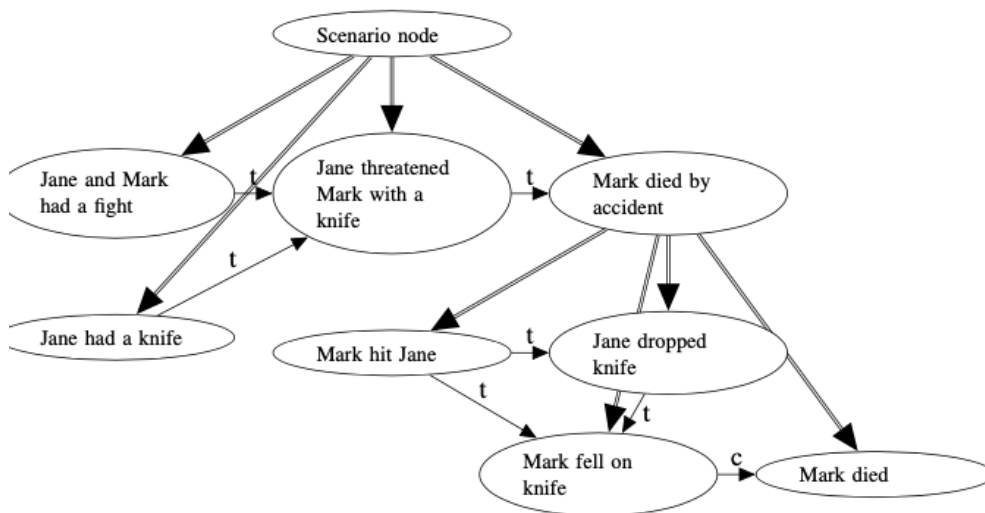 Scenario node
Jane and Mark
had a fight
t
Jane threatened
Mark with a
knife
t
Mark died by
accident
t
Jane had a knife
Mark hit Jane
t
Jane dropped
knife
t
t
Mark fell on
knife
c
Mark died